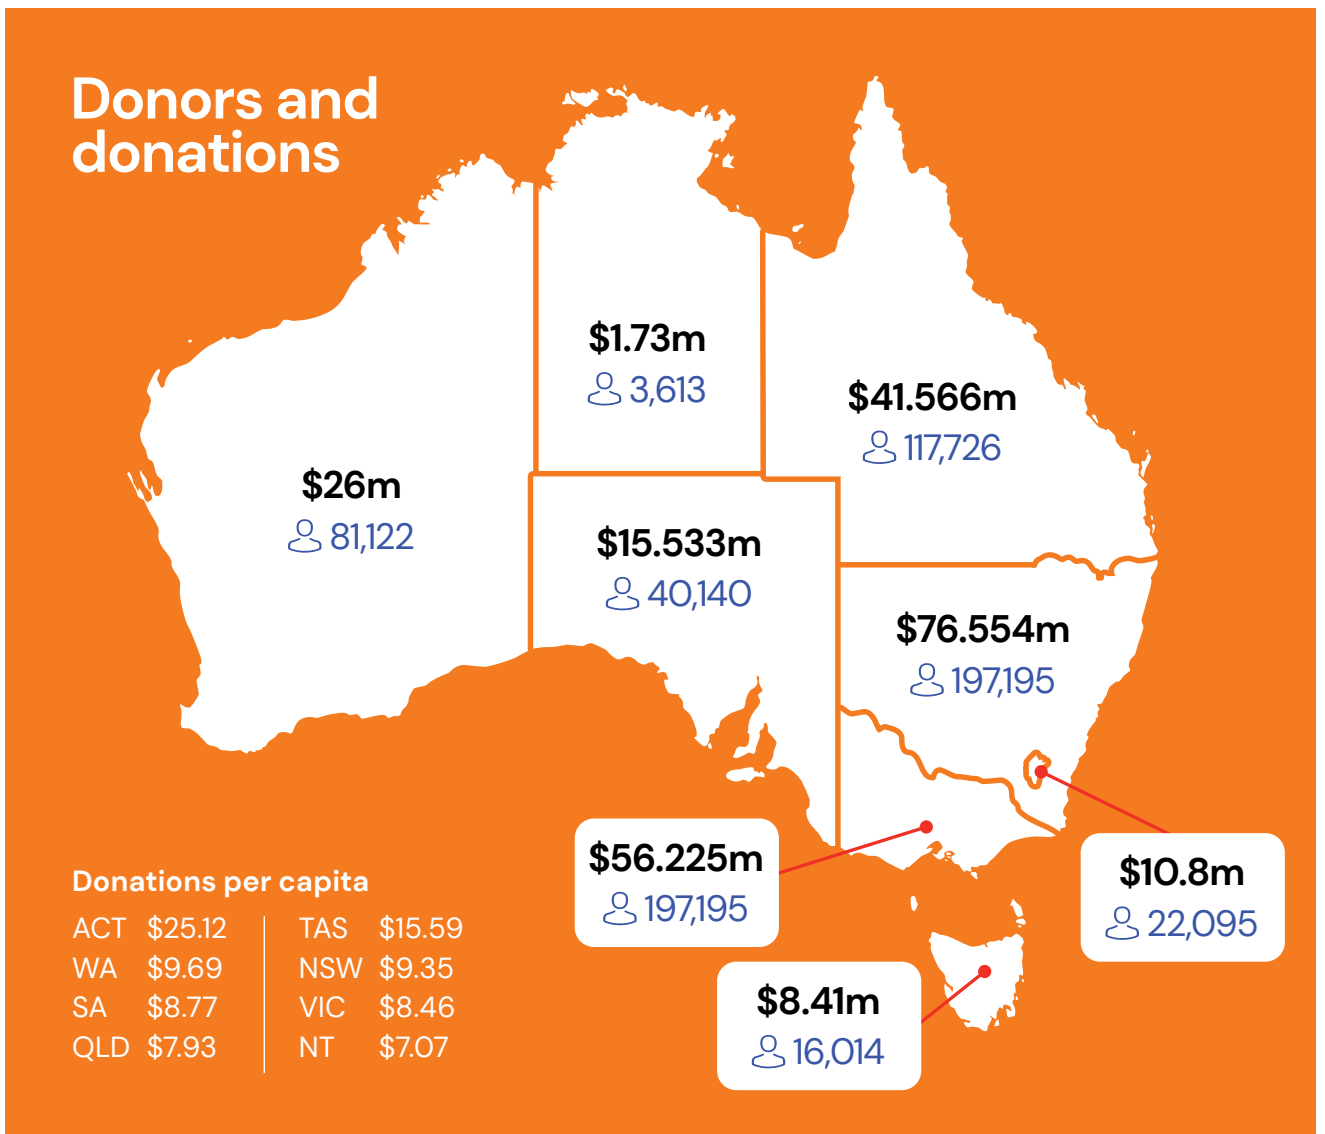 Donors and
donations
$1.73m
3,613
$41.566m
117,726
$26m
81,122
$15.533m
40,140
$76.554m
197,195
$56.225m
197,195
$10.8m
22,095
$8.41m
16,014
Donations per capita
ACT $25.12
WA $9.69
SA $8.77
QLD $7.93
TAS $15.59
NSW $9.35
VIC $8.46
NT $7.07